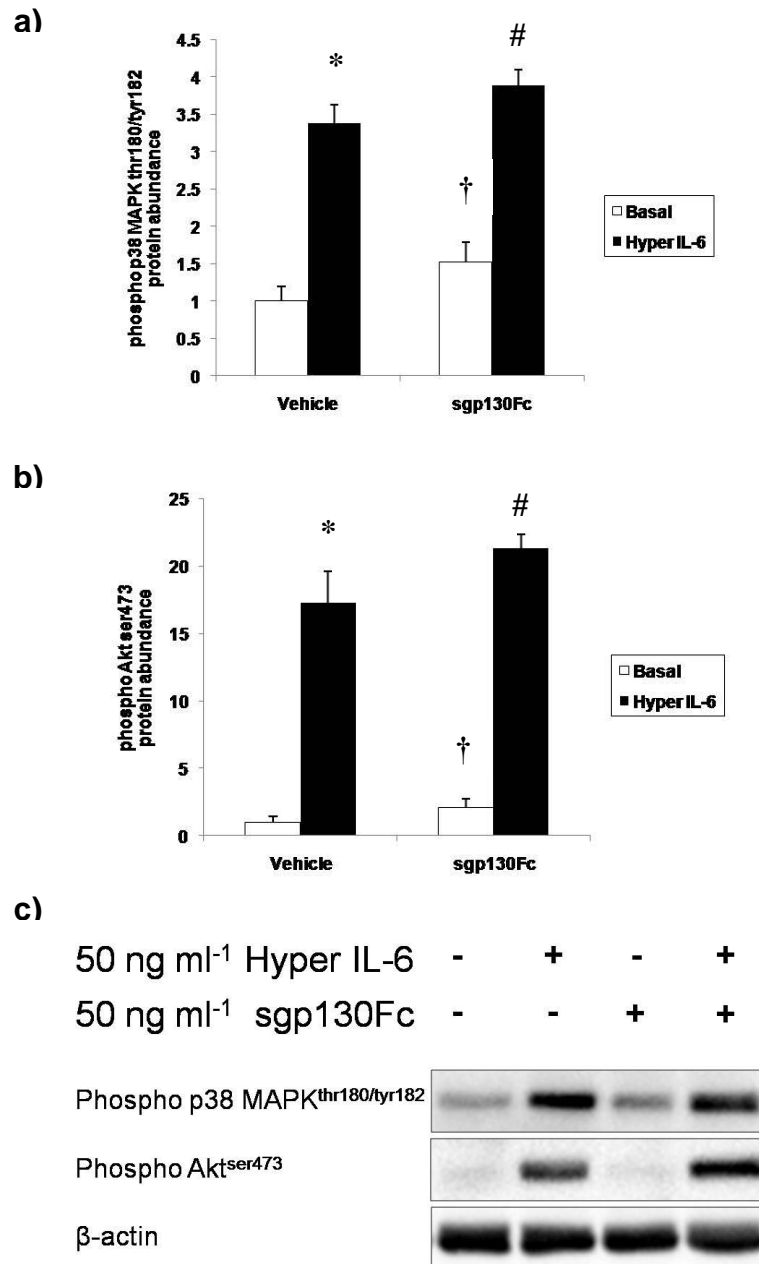 a)
4.5
4
3.5
3
2.5
2
1.5
1
0.5
0
phospho p38 MAPK thr180/tyr182
protein abundance
*
†
#
Vehicle
sgp130Fc
Basal
Hyper IL-6
b)
25
20
15
10
5
0
phospho Akt ser473
protein abundance
*
†
#
Vehicle
sgp130Fc
Basal
Hyper IL-6
c)
50 ng ml⁻¹ Hyper IL-6 - + - +
50 ng ml⁻¹ sgp130Fc - - + +
Phospho p38 MAPKthr180/tyr182
Phospho Aktser473
β-actin